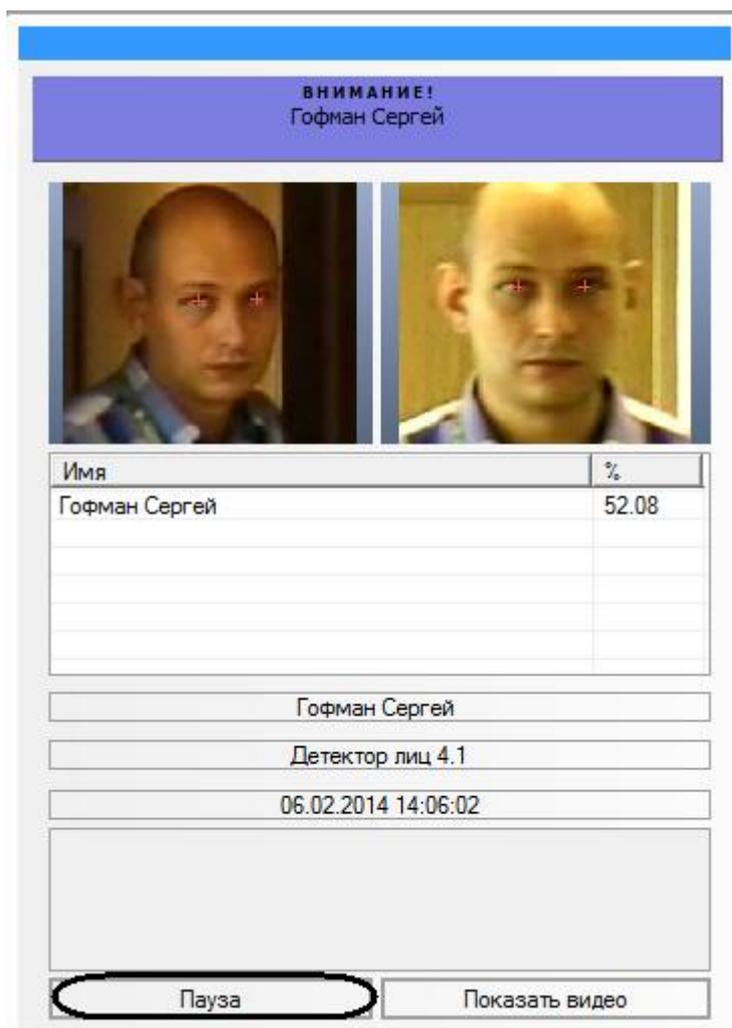 ВНИМАНИЕ!
Гофман Сергей
Имя %
Гофман Сергей 52.08
Гофман Сергей
Детектор лиц 4.1
06.02.2014 14:06:02
Пауза Показать видео